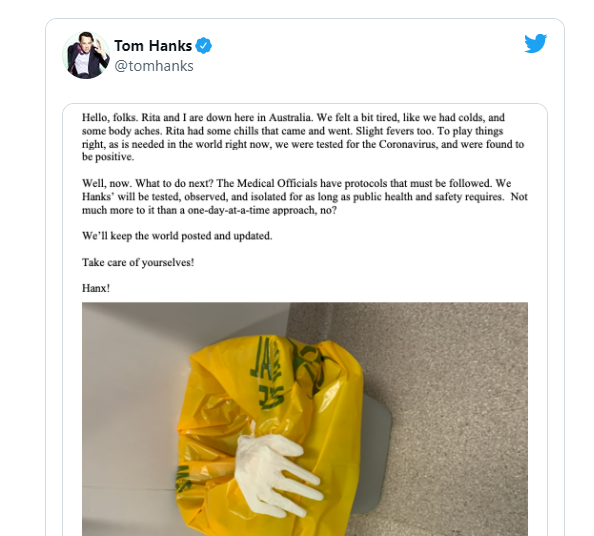 Tom Hanks
@tomhanks
Hello, folks. Rita and I are down here in Australia. We felt a bit tired, like we had colds, and
some body aches. Rita had some chills that came and went. Slight fevers too. To play things
right, as is needed in the world right now, we were tested for the Coronavirus, and were found to
be positive.
Well, now. What to do next? The Medical Officials have protocols that must be followed. We
Hanks’ will be tested, observed, and isolated for as long as public health and safety requires. Not
much more to it than a one-day-at-a-time approach, no?
We’ll keep the world posted and updated.
Take care of yourselves!
Hanx!